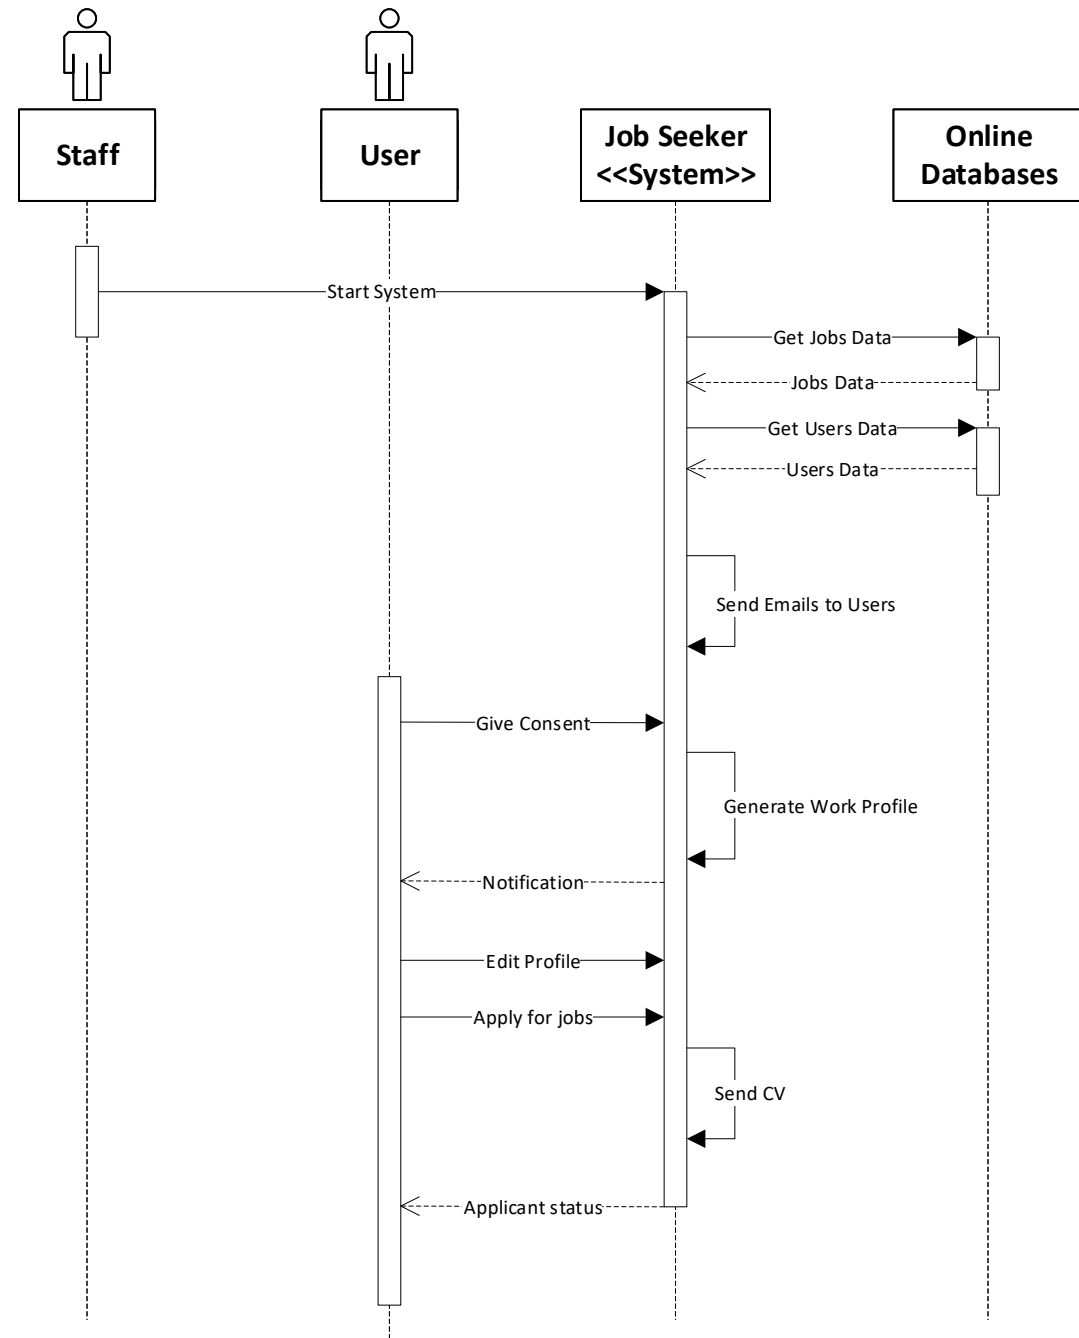 Staff
User
Job Seeker
<<System>>
Online
Databases
Start System
Get Jobs Data
Jobs Data
Get Users Data
Users Data
Send Emails to Users
Give Consent
Generate Work Profile
Notification
Edit Profile
Apply for jobs
Send CV
Applicant status